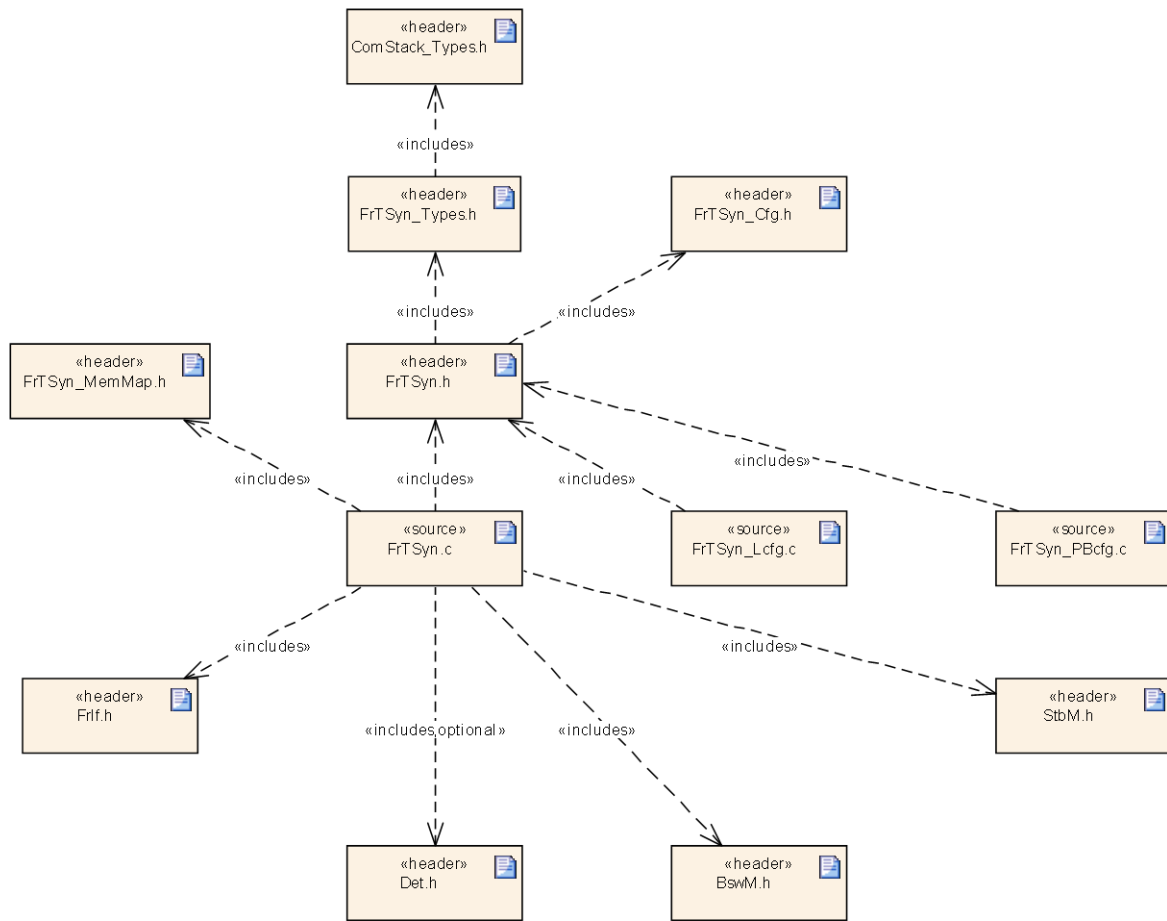 «header»
ComStack_Types.h
«includes»
«header»
FrTSyn_Types.h
«header»
FrTSyn_Cfg.h
«includes»
«includes»
«header»
FrTSyn_MemMap.h
«header»
FrTSyn.h
«includes»
«includes»
«includes»
«includes»
«source»
FrTSyn.c
«source»
FrTSyn_Lcfg.c
«source»
FrTSyn_PBcfg.c
«includes»
«includes»
«header»
FrIf.h
«header»
StbM.h
«includes optional»
«includes»
«header»
Det.h
«header»
BswM.h